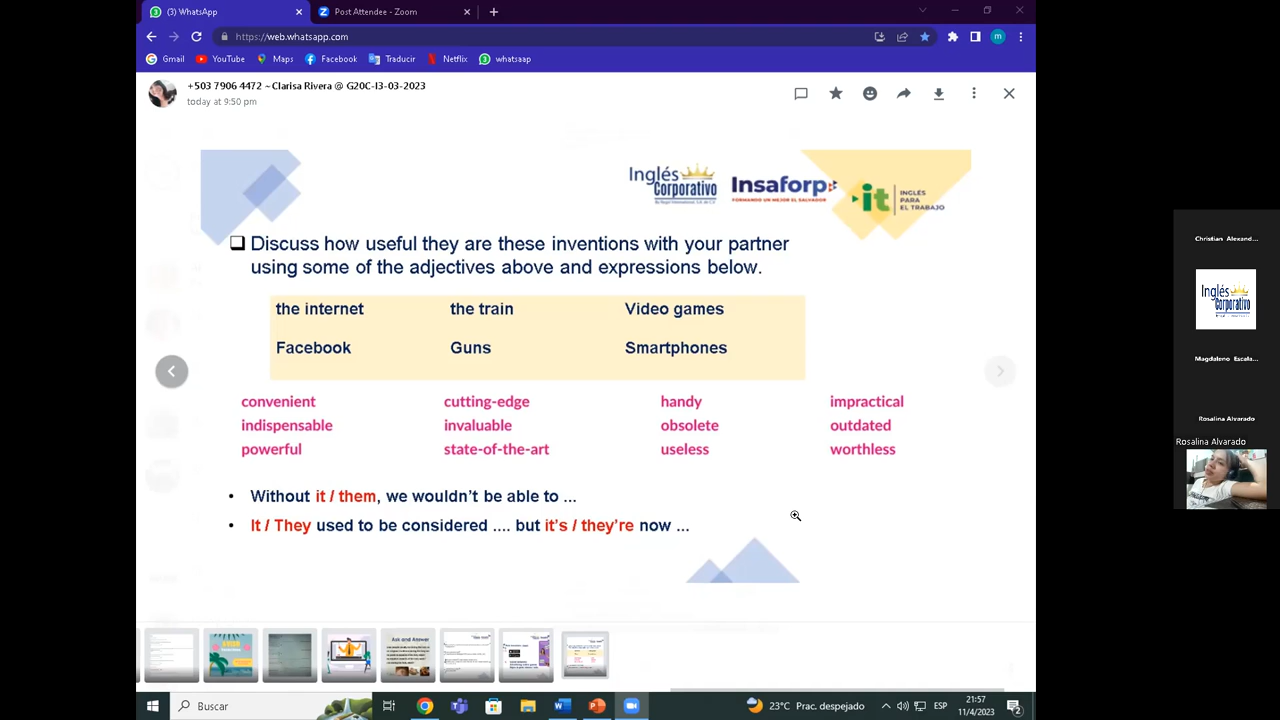 (3) WhatsApp
Post Attendee - Zoom
https://web.whatsapp.com
m
Gmail
YouTube
Maps
Facebook
Traducir
Netflix
whatsaap
+503 7906 4472 ~Clarisa Rivera @ G20C-I3-03-2023
today at 9:50 pm
Inglés
Corporativo
Insaforp
FORMANDO UN MEJOR EL SALVADOR
it
INGLÉS
PARA
EL TRABAJO
Discuss how useful they are these inventions with your partner
using some of the adjectives above and expressions below.
the internet the train Video games
Facebook Guns Smartphones
convenient cutting-edge handy impractical
indispensable invaluable obsolete outdated
powerful state-of-the-art useless worthless
• Without it / them, we wouldn't be able to ...
• It / They used to be considered .... but it's / they're now ...
Ask and Answer
Buscar
23°C Prac. despejado
ESP
21:57
11/4/2023
2
Christian Alexand...
Inglés
Corporativo
Magdaleno Escala...
Rosalina Alvarado
Rosalina Alvarado